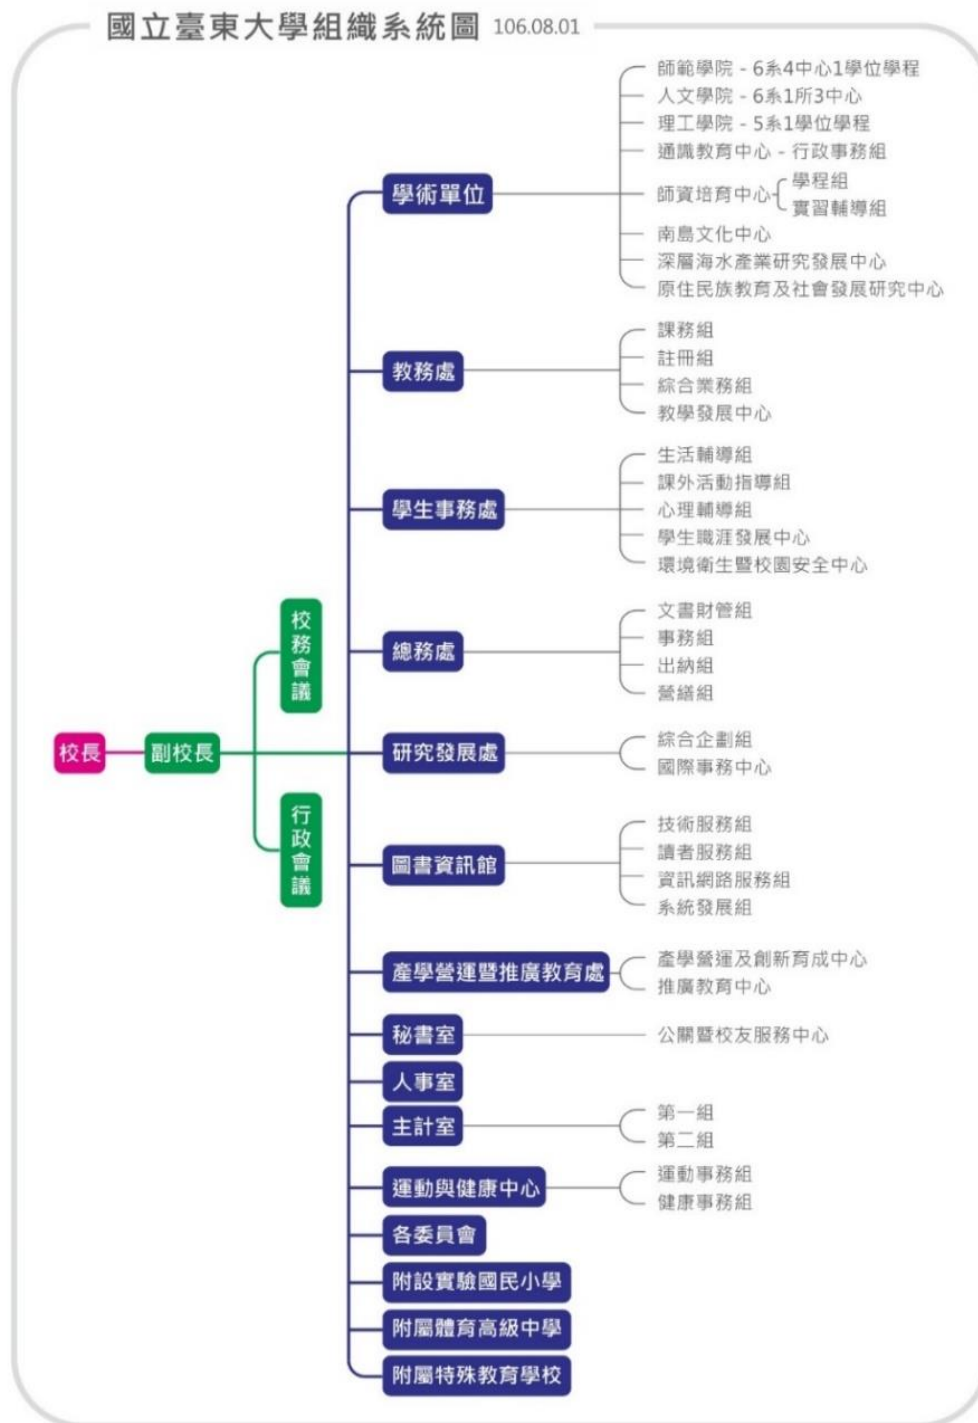 國立臺東大學組織系統圖 106.08.01
校長
副校長
校務會議
行政會議
學術單位
師範學院 - 6系4中心1學位學程
人文學院 - 6系1所3中心
理工學院 - 5系1學位學程
通識教育中心 - 行政事務組
師資培育中心
學程組
實習輔導組
南島文化中心
深層海水產業研究發展中心
原住民族教育及社會發展研究中心
教務處
課務組
註冊組
綜合業務組
教學發展中心
學生事務處
生活輔導組
課外活動指導組
心理輔導組
學生職涯發展中心
環境衛生暨校園安全中心
總務處
文書財管組
事務組
出納組
營繕組
研究發展處
綜合企劃組
國際事務中心
圖書資訊館
技術服務組
讀者服務組
資訊網路服務組
系統發展組
產學營運暨推廣教育處
產學營運及創新育成中心
推廣教育中心
秘書室
公關暨校友服務中心
人事室
主計室
第一組
第二組
運動與健康中心
運動事務組
健康事務組
各委員會
附設實驗國民小學
附屬體育高級中學
附屬特殊教育學校